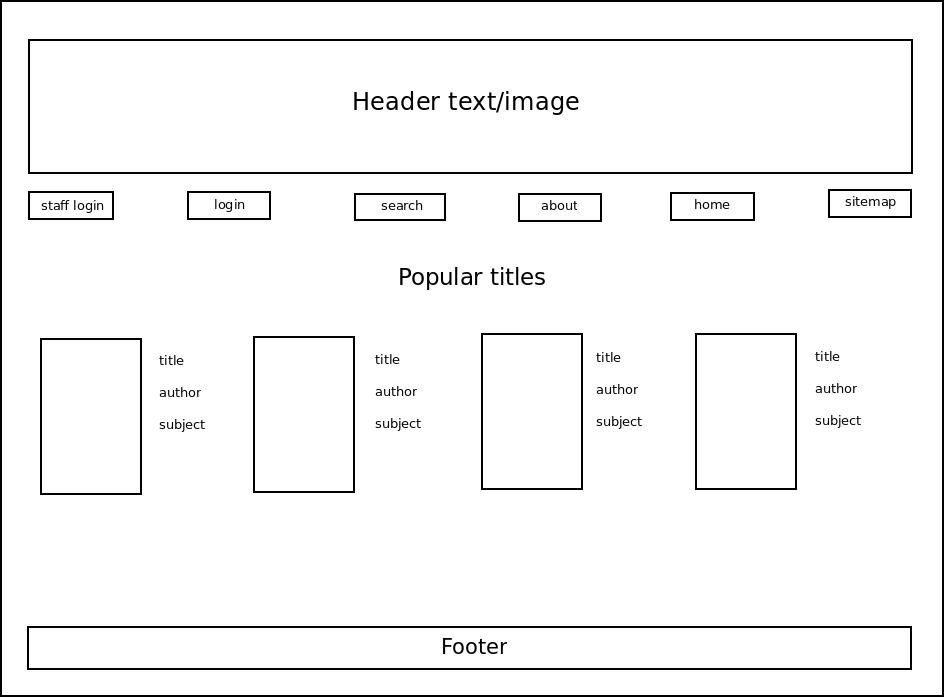 Header text/image
staff login
login
search
about
home
sitemap
Popular titles
title
author
subject
title
author
subject
title
author
subject
title
author
subject
Footer